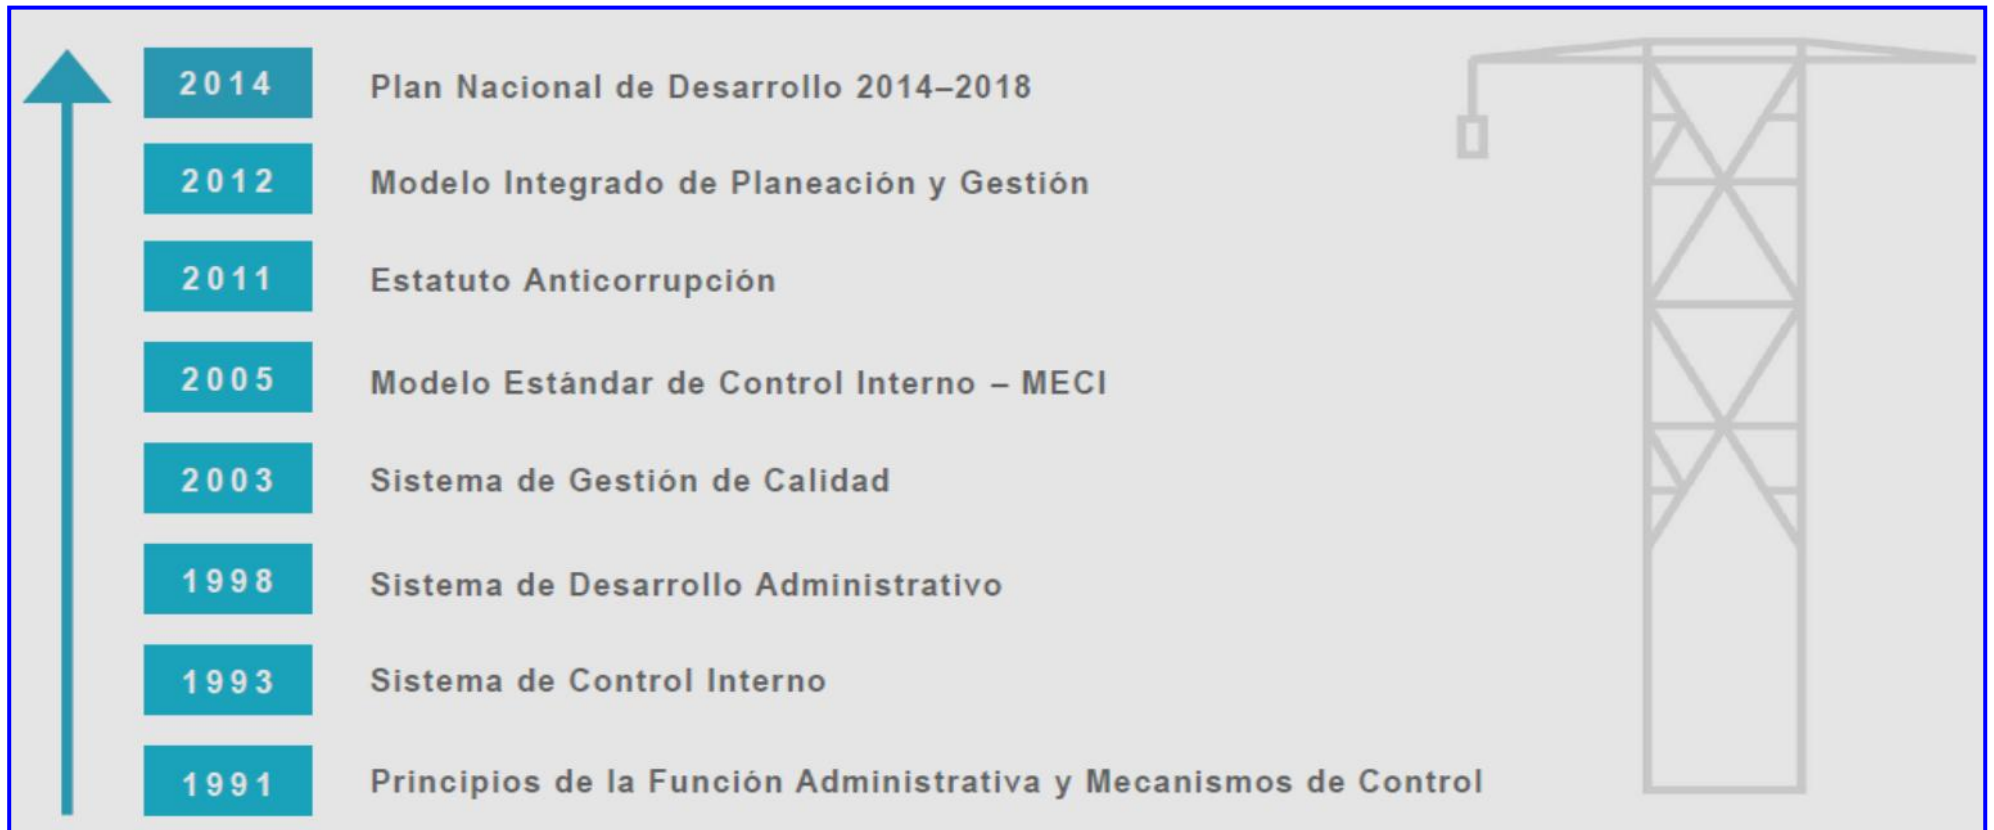 2014 Plan Nacional de Desarrollo 2014–2018
2012 Modelo Integrado de Planeación y Gestión
2011 Estatuto Anticorrupción
2005 Modelo Estándar de Control Interno – MECI
2003 Sistema de Gestión de Calidad
1998 Sistema de Desarrollo Administrativo
1993 Sistema de Control Interno
1991 Principios de la Función Administrativa y Mecanismos de Control